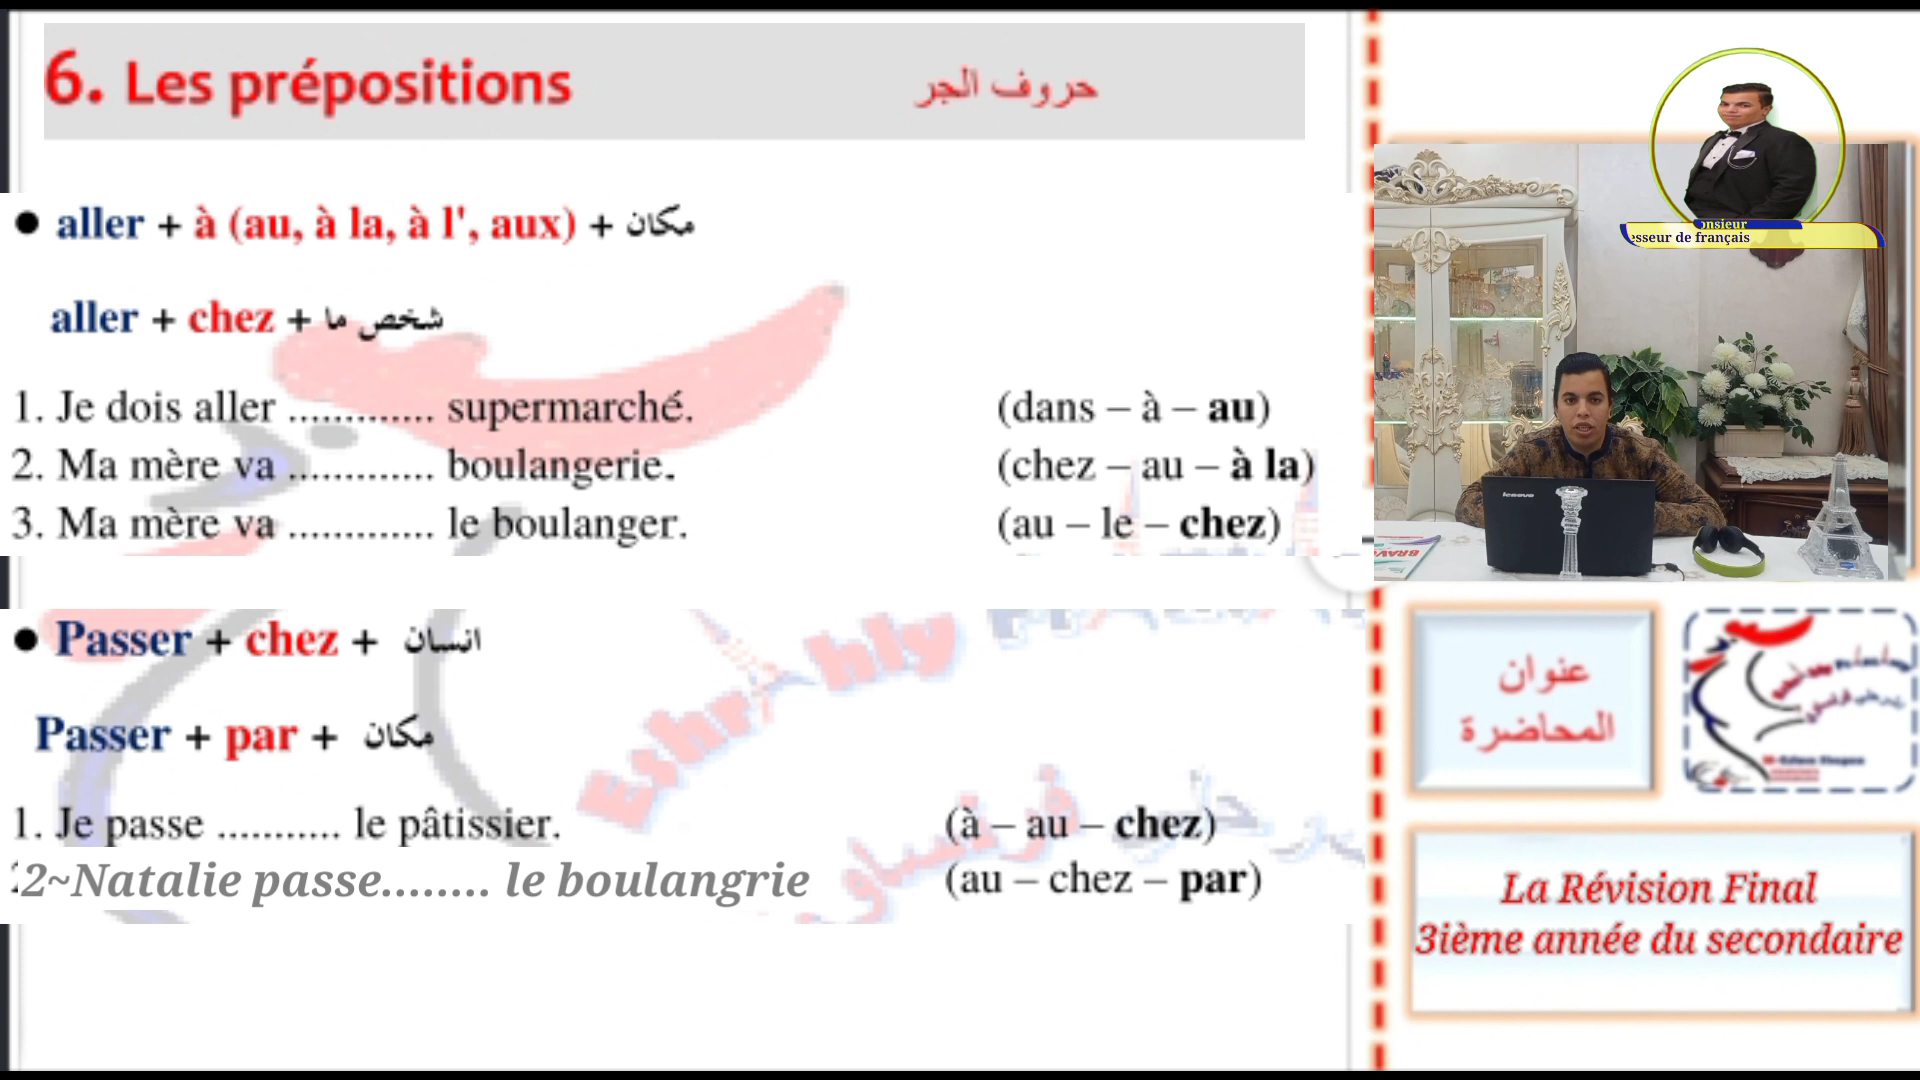 6. Les prépositions حروف الجر
● aller + à (au, à la, à l', aux) + مكان
aller + chez + شخص ما
1. Je dois aller ............. supermarché. (dans – à – au)
2. Ma mère va ............. boulangerie. (chez – au – à la)
3. Ma mère va ............. le boulanger. (au – le – chez)
● Passer + chez + انسان
Passer + par + مكان
1. Je passe ........... le pâtissier. (à – au – chez)
2~Natalie passe........ le boulangrie (au – chez – par)
Eshrahly
onsieur
esseur de français
lenovo
عنوان
المحاضرة
La Révision Final
3ième année du secondaire